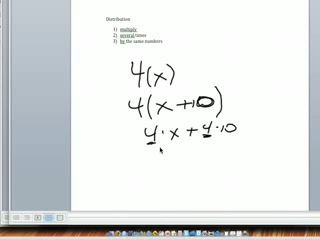 Distribution
1) multiply
2) several times
3) by the same numbers
4(x)
4(x+10)
4·x+4·10